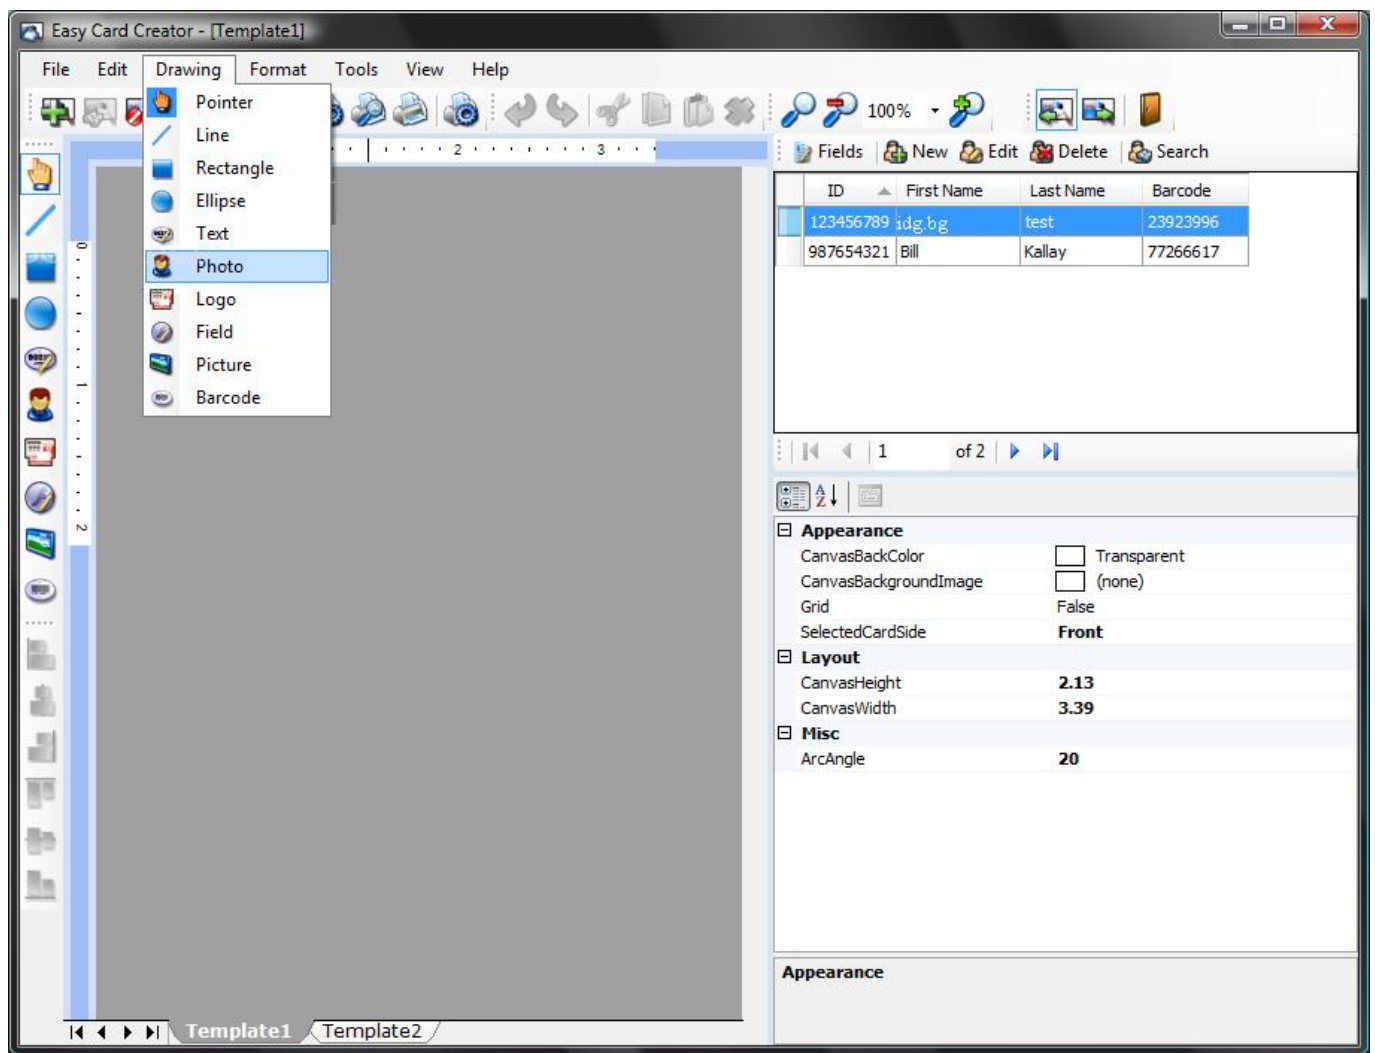 Easy Card Creator - [Template1]
File Edit Drawing Format Tools View Help
Pointer
Line
Rectangle
Ellipse
Text
Photo
Logo
Field
Picture
Barcode
100%
2 3
0
1
2
Fields New Edit Delete Search
ID First Name Last Name Barcode
123456789 idg.bg test 23923996
987654321 Bill Kallay 77266617
1 of 2
Appearance
CanvasBackColor Transparent
CanvasBackgroundImage (none)
Grid False
SelectedCardSide Front
Layout
CanvasHeight 2.13
CanvasWidth 3.39
Misc
ArcAngle 20
Appearance
Template1 Template2